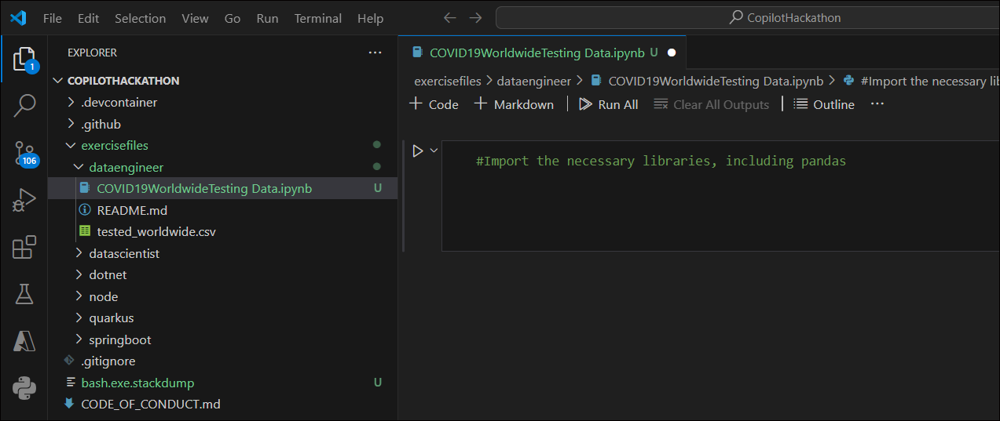 File Edit Selection View Go Run Terminal Help
CopilotHackathon
EXPLORER
COPILOTHACKATHON
.devcontainer
.github
exercisefiles
dataengineer
COVID19WorldwideTesting Data.ipynb U
README.md
tested_worldwide.csv
datascientist
dotnet
node
quarkus
springboot
.gitignore
bash.exe.stackdump U
CODE_OF_CONDUCT.md
1
106
COVID19WorldwideTesting Data.ipynb U
exercisefiles > dataengineer > COVID19WorldwideTesting Data.ipynb > #Import the necessary lib
+ Code + Markdown | Run All Clear All Outputs | Outline ...
#Import the necessary libraries, including pandas